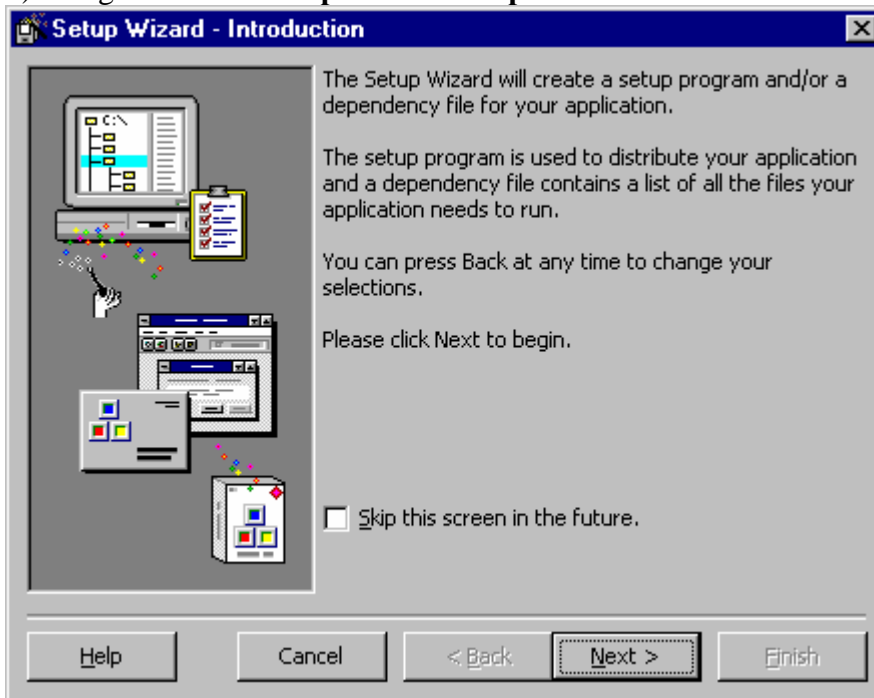 Setup Wizard - Introduction
C:\
The Setup Wizard will create a setup program and/or a
dependency file for your application.
The setup program is used to distribute your application
and a dependency file contains a list of all the files your
application needs to run.
You can press Back at any time to change your
selections.
Please click Next to begin.
Skip this screen in the future.
Help
Cancel
< Back
Next >
Finish